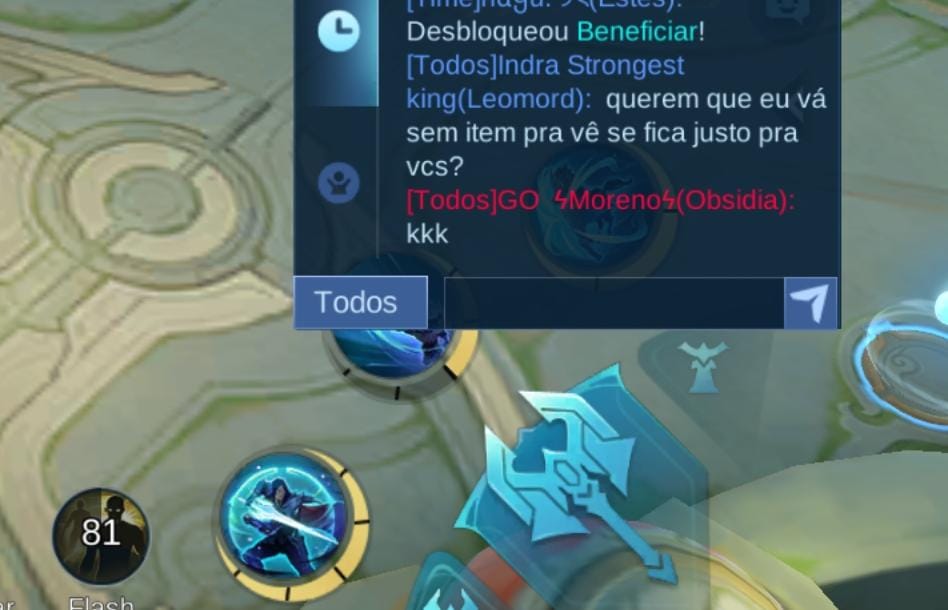 Desbloqueou Beneficiar!
[Todos]Indra Strongest
king(Leomord): querem que eu vá
sem item pra vê se fica justo pra
vcs?
[Todos]GO ϟMorenoϟ(Obsidia):
kkk
Todos
81
Flash